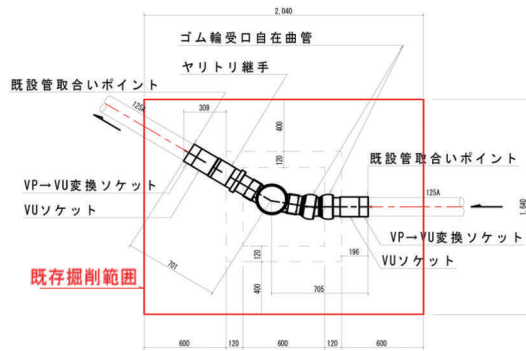 2,040
ゴム輪受口自在曲管
ヤリトリ継手
既設管取合いポイント
309
125A
400
120
既設管取合いポイント
VP→VU変換ソケット
VUソケット
125A
1,640
VP→VU変換ソケット
196
VUソケット
120
701
既存掘削範囲
400
705
600
120
600
120
600